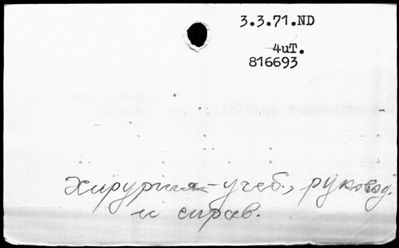 3.3.71.ND
4uT.
816693
Хирургия - учеб., руковод.
и справ.